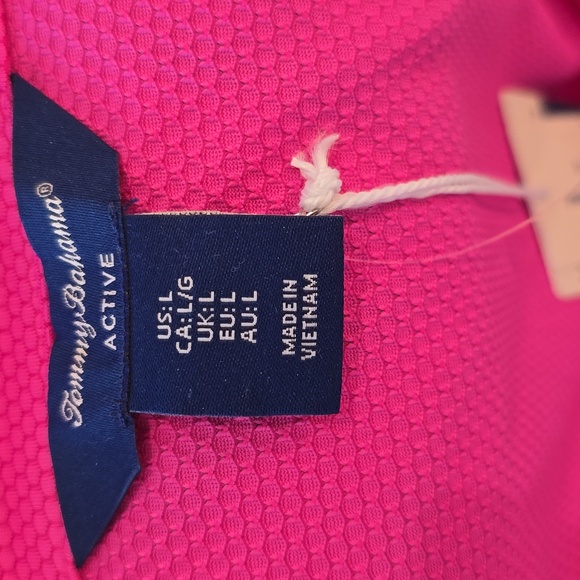 Tommy Bahama®
ACTIVE
US: L
CA: L/G
UK: L
EU: L
AU: L
MADE IN
VIETNAM